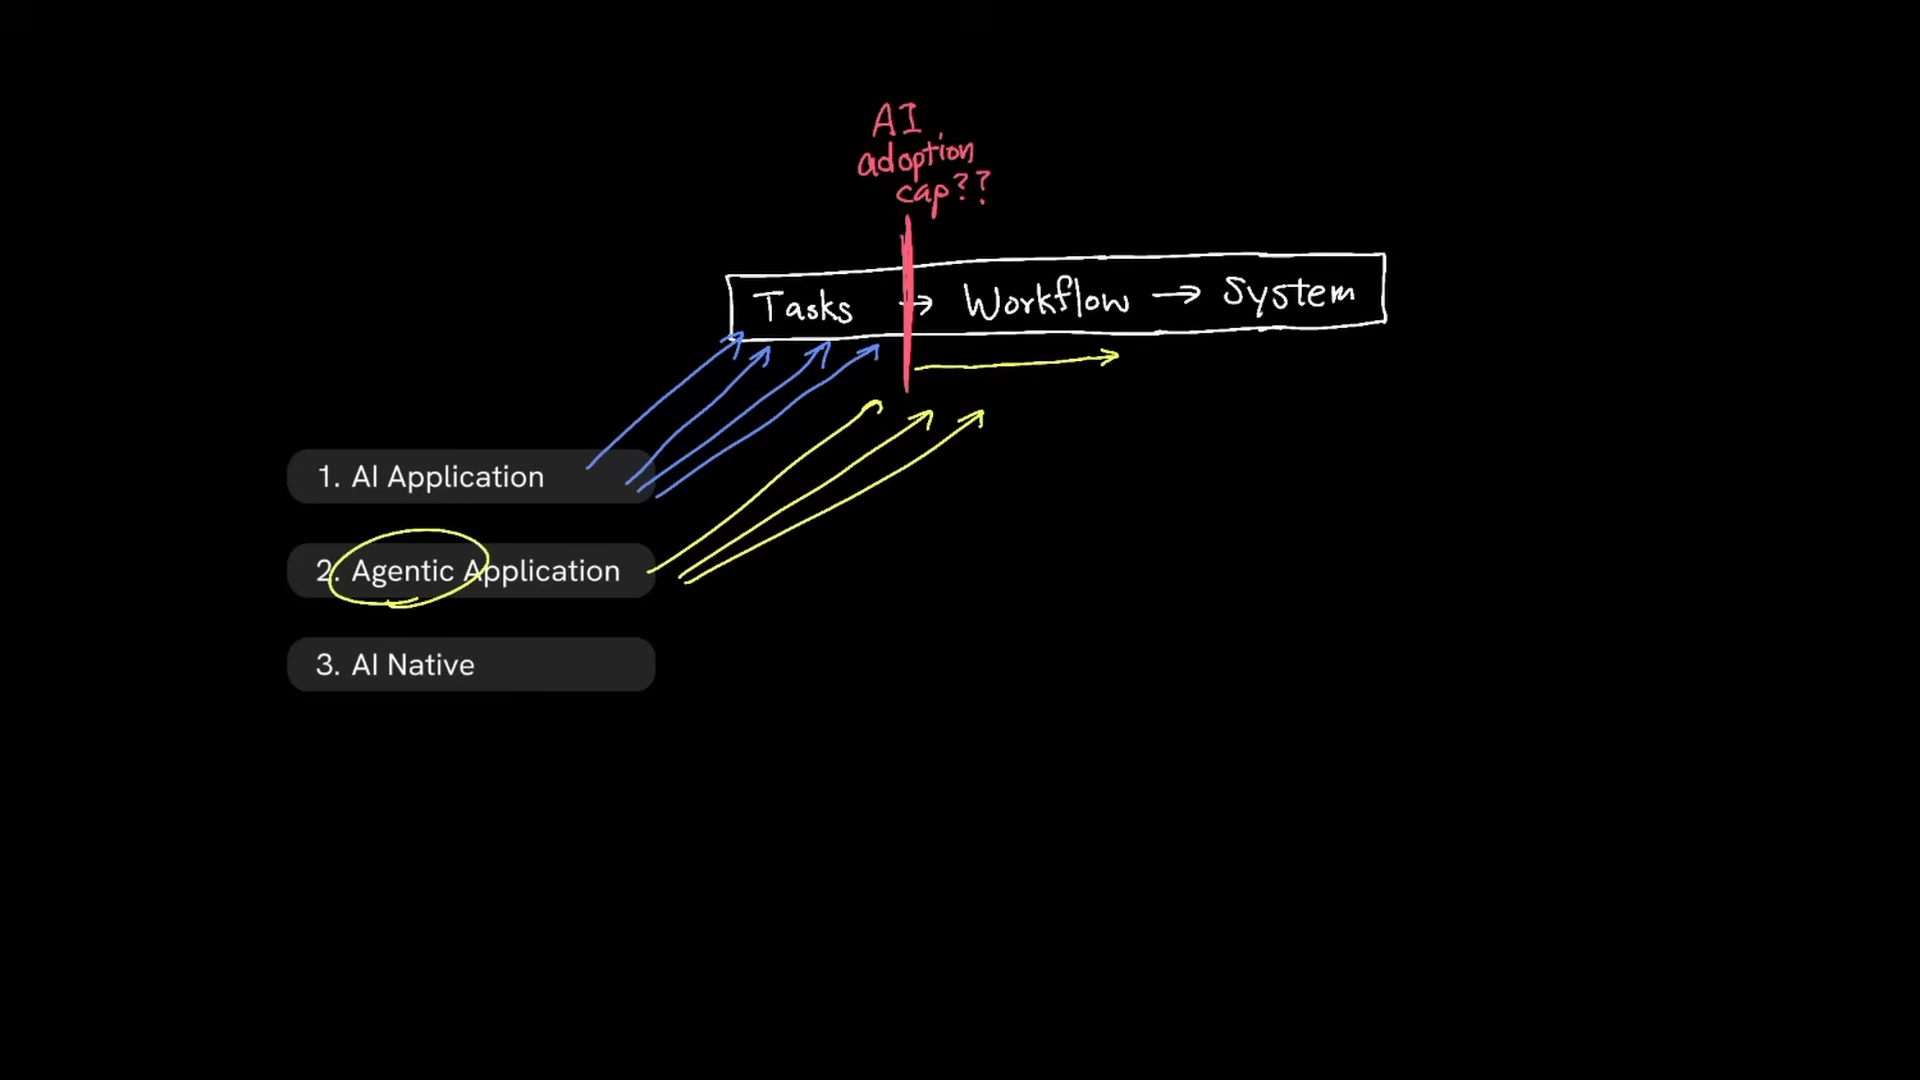 AI
adoption
cap??
Tasks → Workflow → System
1. AI Application
2. Agentic Application
3. AI Native